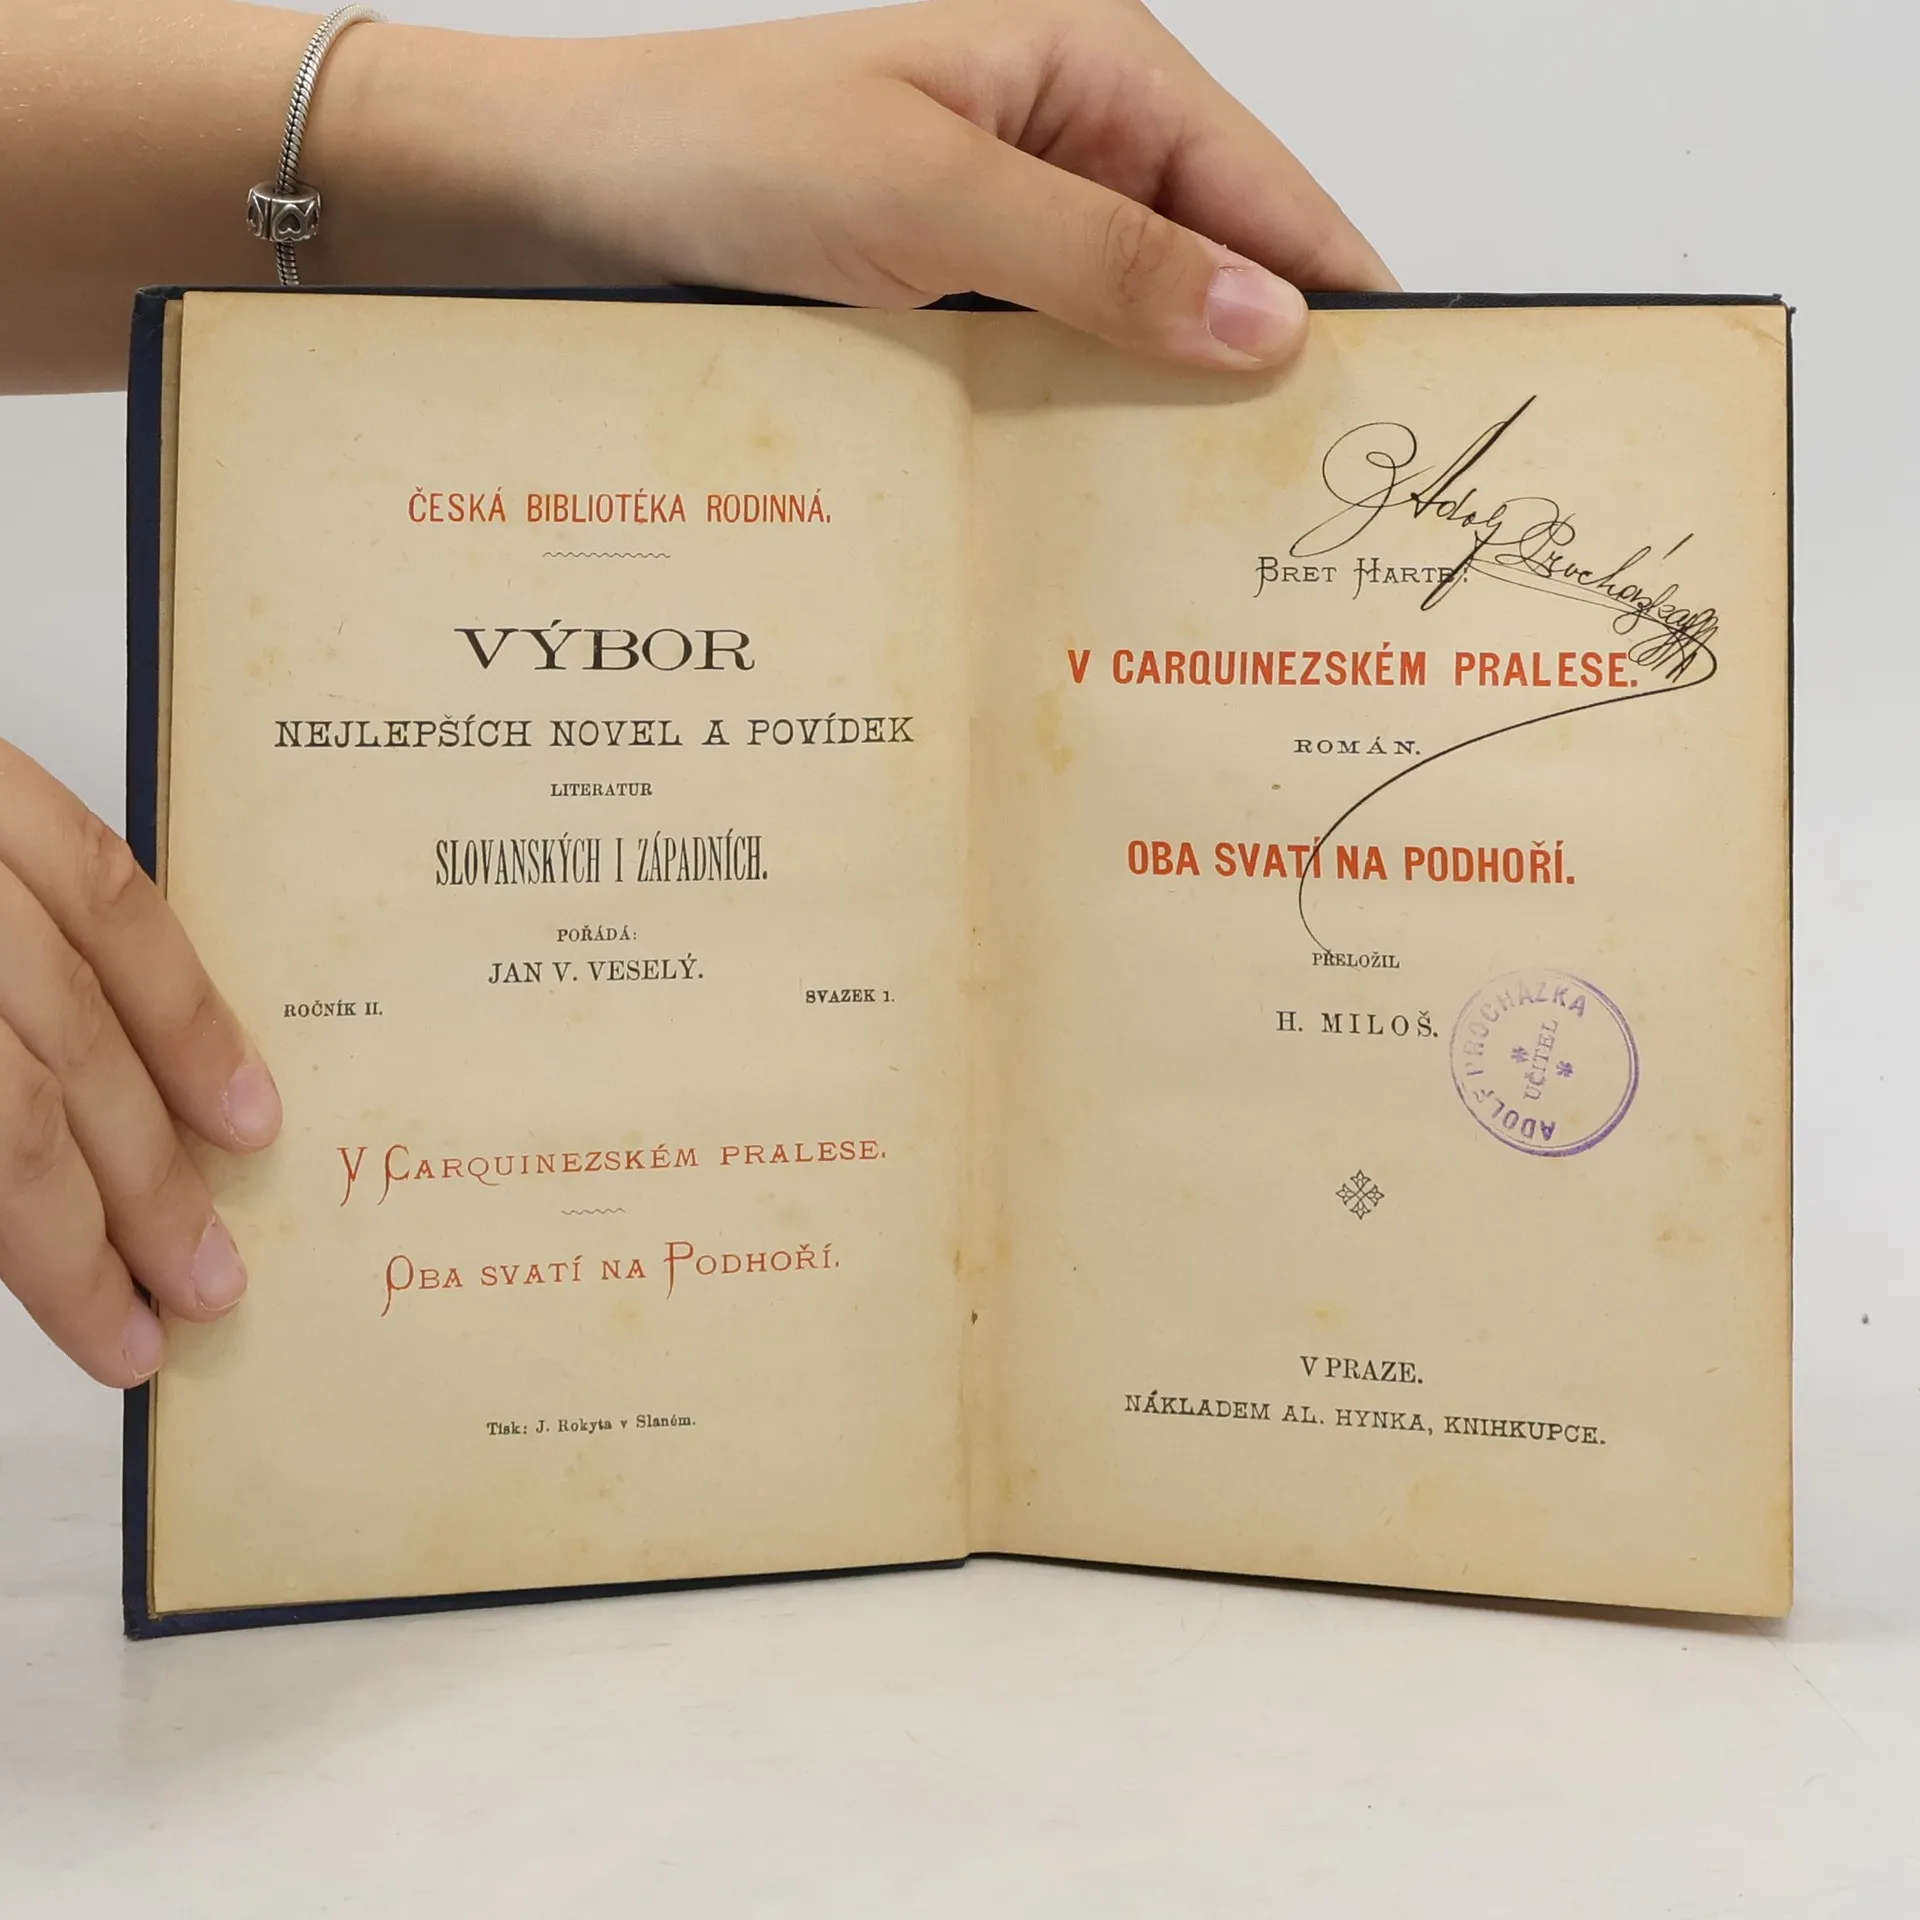 ČESKÁ BIBLIOTÉKA RODINNÁ.
VÝBOR
NEJLEPŠÍCH NOVEL A POVÍDEK
LITERATUR
SLOVANSKÝCH I ZÁPADNÍCH.
POŘÁDÁ:
JAN V. VESELÝ.
ROČNÍK II. SVAZEK 1.
V CARQUINEZSKÉM PRALESE.
OBA SVATÍ NA PODHOŘÍ.
Tisk: J. Rokyta v Slaném.
Adolf Procházka
BRET HARTE:
V CARQUINEZSKÉM PRALESE.
ROMÁN.
OBA SVATÍ NA PODHOŘÍ.
PŘELOŽIL
H. MILOŠ.
ADOLF PROCHÁZKA
UČITEL
V PRAZE.
NÁKLADEM AL. HYNKA, KNIHKUPCE.